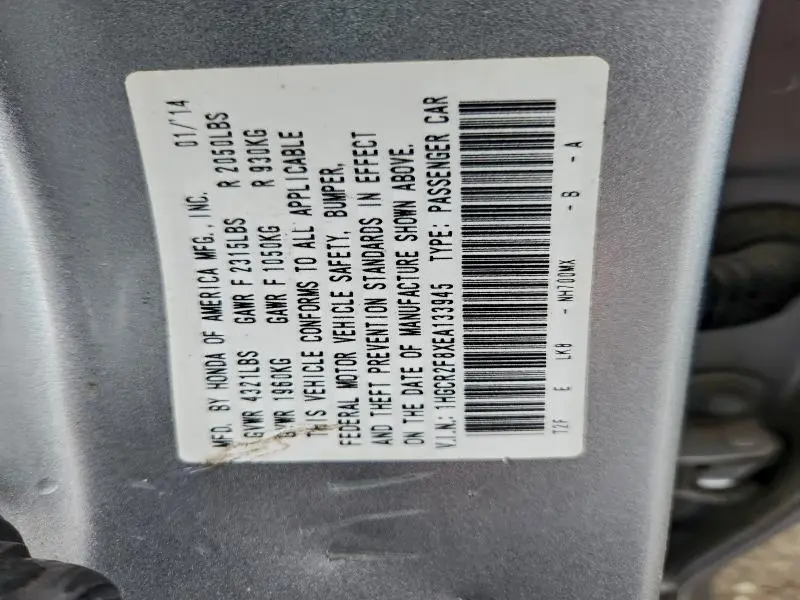 MFD. BY HONDA OF AMERICA MFG., INC. 01/'14
GVWR 4321LBS GAWR F 2315LBS R 2050LBS
GVWR 1960KG GAWR F 1050KG R 930KG
THIS VEHICLE CONFORMS TO ALL APPLICABLE
FEDERAL MOTOR VEHICLE SAFETY, BUMPER,
AND THEFT PREVENTION STANDARDS IN EFFECT
ON THE DATE OF MANUFACTURE SHOWN ABOVE.
V.I.N.: 1HGCR2F8XEA133945 TYPE: PASSENGER CAR
T2F E LK8 - NH700MX - B - A